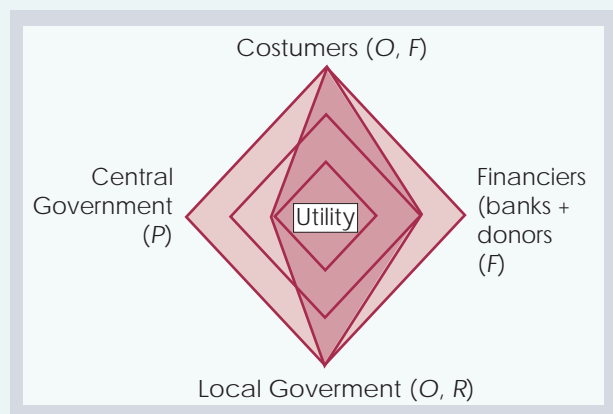 Costumers (O, F)
Central
Government
(P)
Utility
Financiers
(banks +
donors
(F)
Local Goverment (O, R)